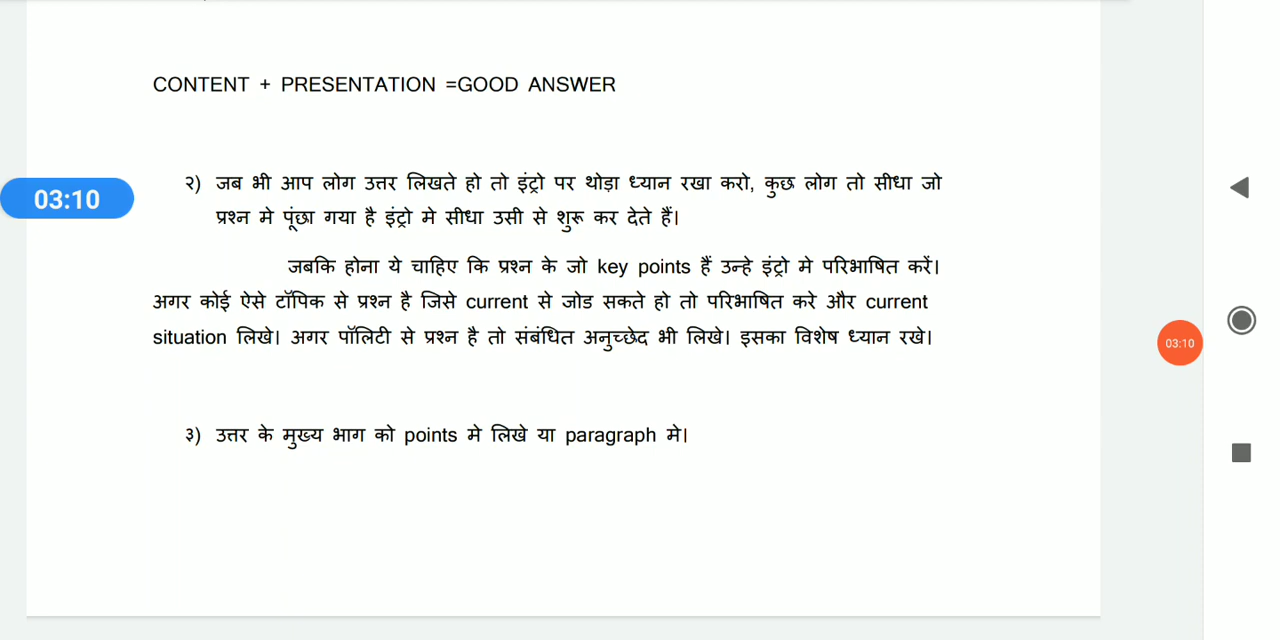 CONTENT + PRESENTATION =GOOD ANSWER
03:10
२) जब भी आप लोग उत्तर लिखते हो तो इंट्रो पर थोड़ा ध्यान रखा करो, कुछ लोग तो सीधा जो
प्रश्न मे पूंछा गया है इंट्रो मे सीधा उसी से शुरू कर देते हैं।
जबकि होना ये चाहिए कि प्रश्न के जो key points हैं उन्हे इंट्रो मे परिभाषित करें।
अगर कोई ऐसे टॉपिक से प्रश्न है जिसे current से जोड सकते हो तो परिभाषित करे और current
situation लिखे। अगर पॉलिटी से प्रश्न है तो संबंधित अनुच्छेद भी लिखे। इसका विशेष ध्यान रखे।
03:10
३) उत्तर के मुख्य भाग को points मे लिखे या paragraph मे।